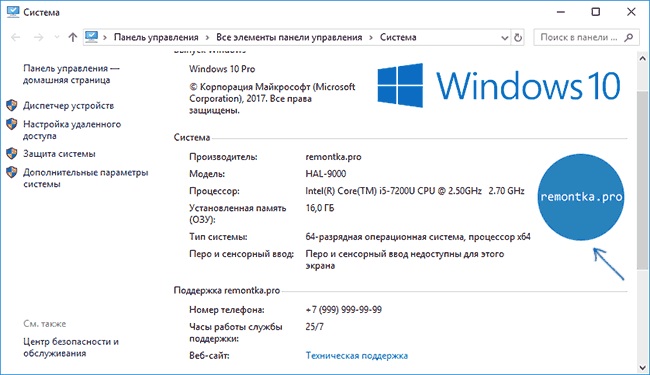 Система
Панель управления › Все элементы панели управления › Система
Поиск в панели ...
Панель управления —
домашняя страница
Диспетчер устройств
Настройка удаленного
доступа
Защита системы
Дополнительные параметры
системы
См. также
Центр безопасности и
обслуживания
Выпуск Windows
Windows 10 Pro
© Корпорация Майкрософт (Microsoft
Corporation), 2017. Все права
защищены.
Windows 10
Система
Производитель: remontka.pro
Модель: HAL-9000
Процессор: Intel(R) Core(TM) i5-7200U CPU @ 2.50GHz 2.70 GHz
Установленная память
(ОЗУ): 16,0 ГБ
Тип системы: 64-разрядная операционная система, процессор x64
Перо и сенсорный ввод: Перо и сенсорный ввод недоступны для этого
экрана
remontka.pro
Поддержка remontka.pro
Номер телефона: +7 (999) 999-99-99
Часы работы службы
поддержки: 25/7
Веб-сайт: Техническая поддержка